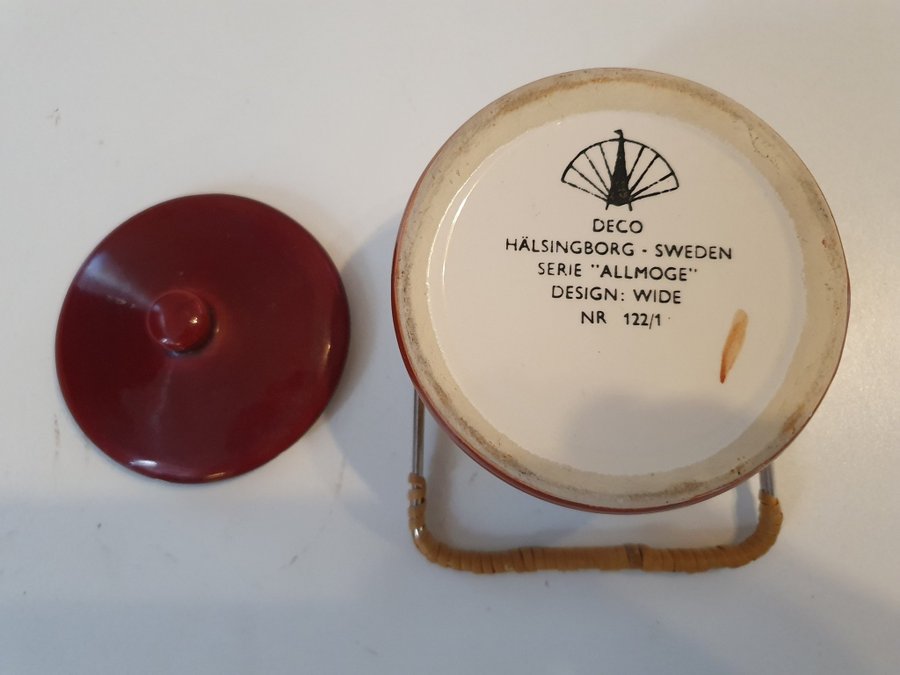 DECO
HÄLSINGBORG - SWEDEN
SERIE "ALLMOGE"
DESIGN: WIDE
NR 122/1